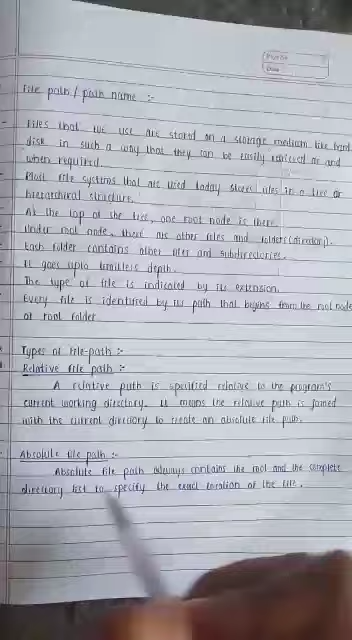 Page No.
Date
File path / path name :-
- Files that we use are stored on a storage medium like hard
disk in such a way that they can be easily retrieved as and
when required.
- Most file systems that are used today stores files in a tree or
hierarchical structure.
- At the top of the tree, one root node is there.
- Under root node, there are other files and folders (directory).
- Each folder contains other files and subdirectories.
- It goes upto limitless depth.
- The type of file is indicated by its extension.
- Every file is identified by its path that begins from the root node
or root folder.
Types of File-path :-
Relative file path :-
A relative path is specified relative to the program's
current working directory. It means the relative path is joined
with the current directory to create an absolute file path.
Absolute file path :-
Absolute file path always contains the root and the complete
directory list to specify the exact location of the file.